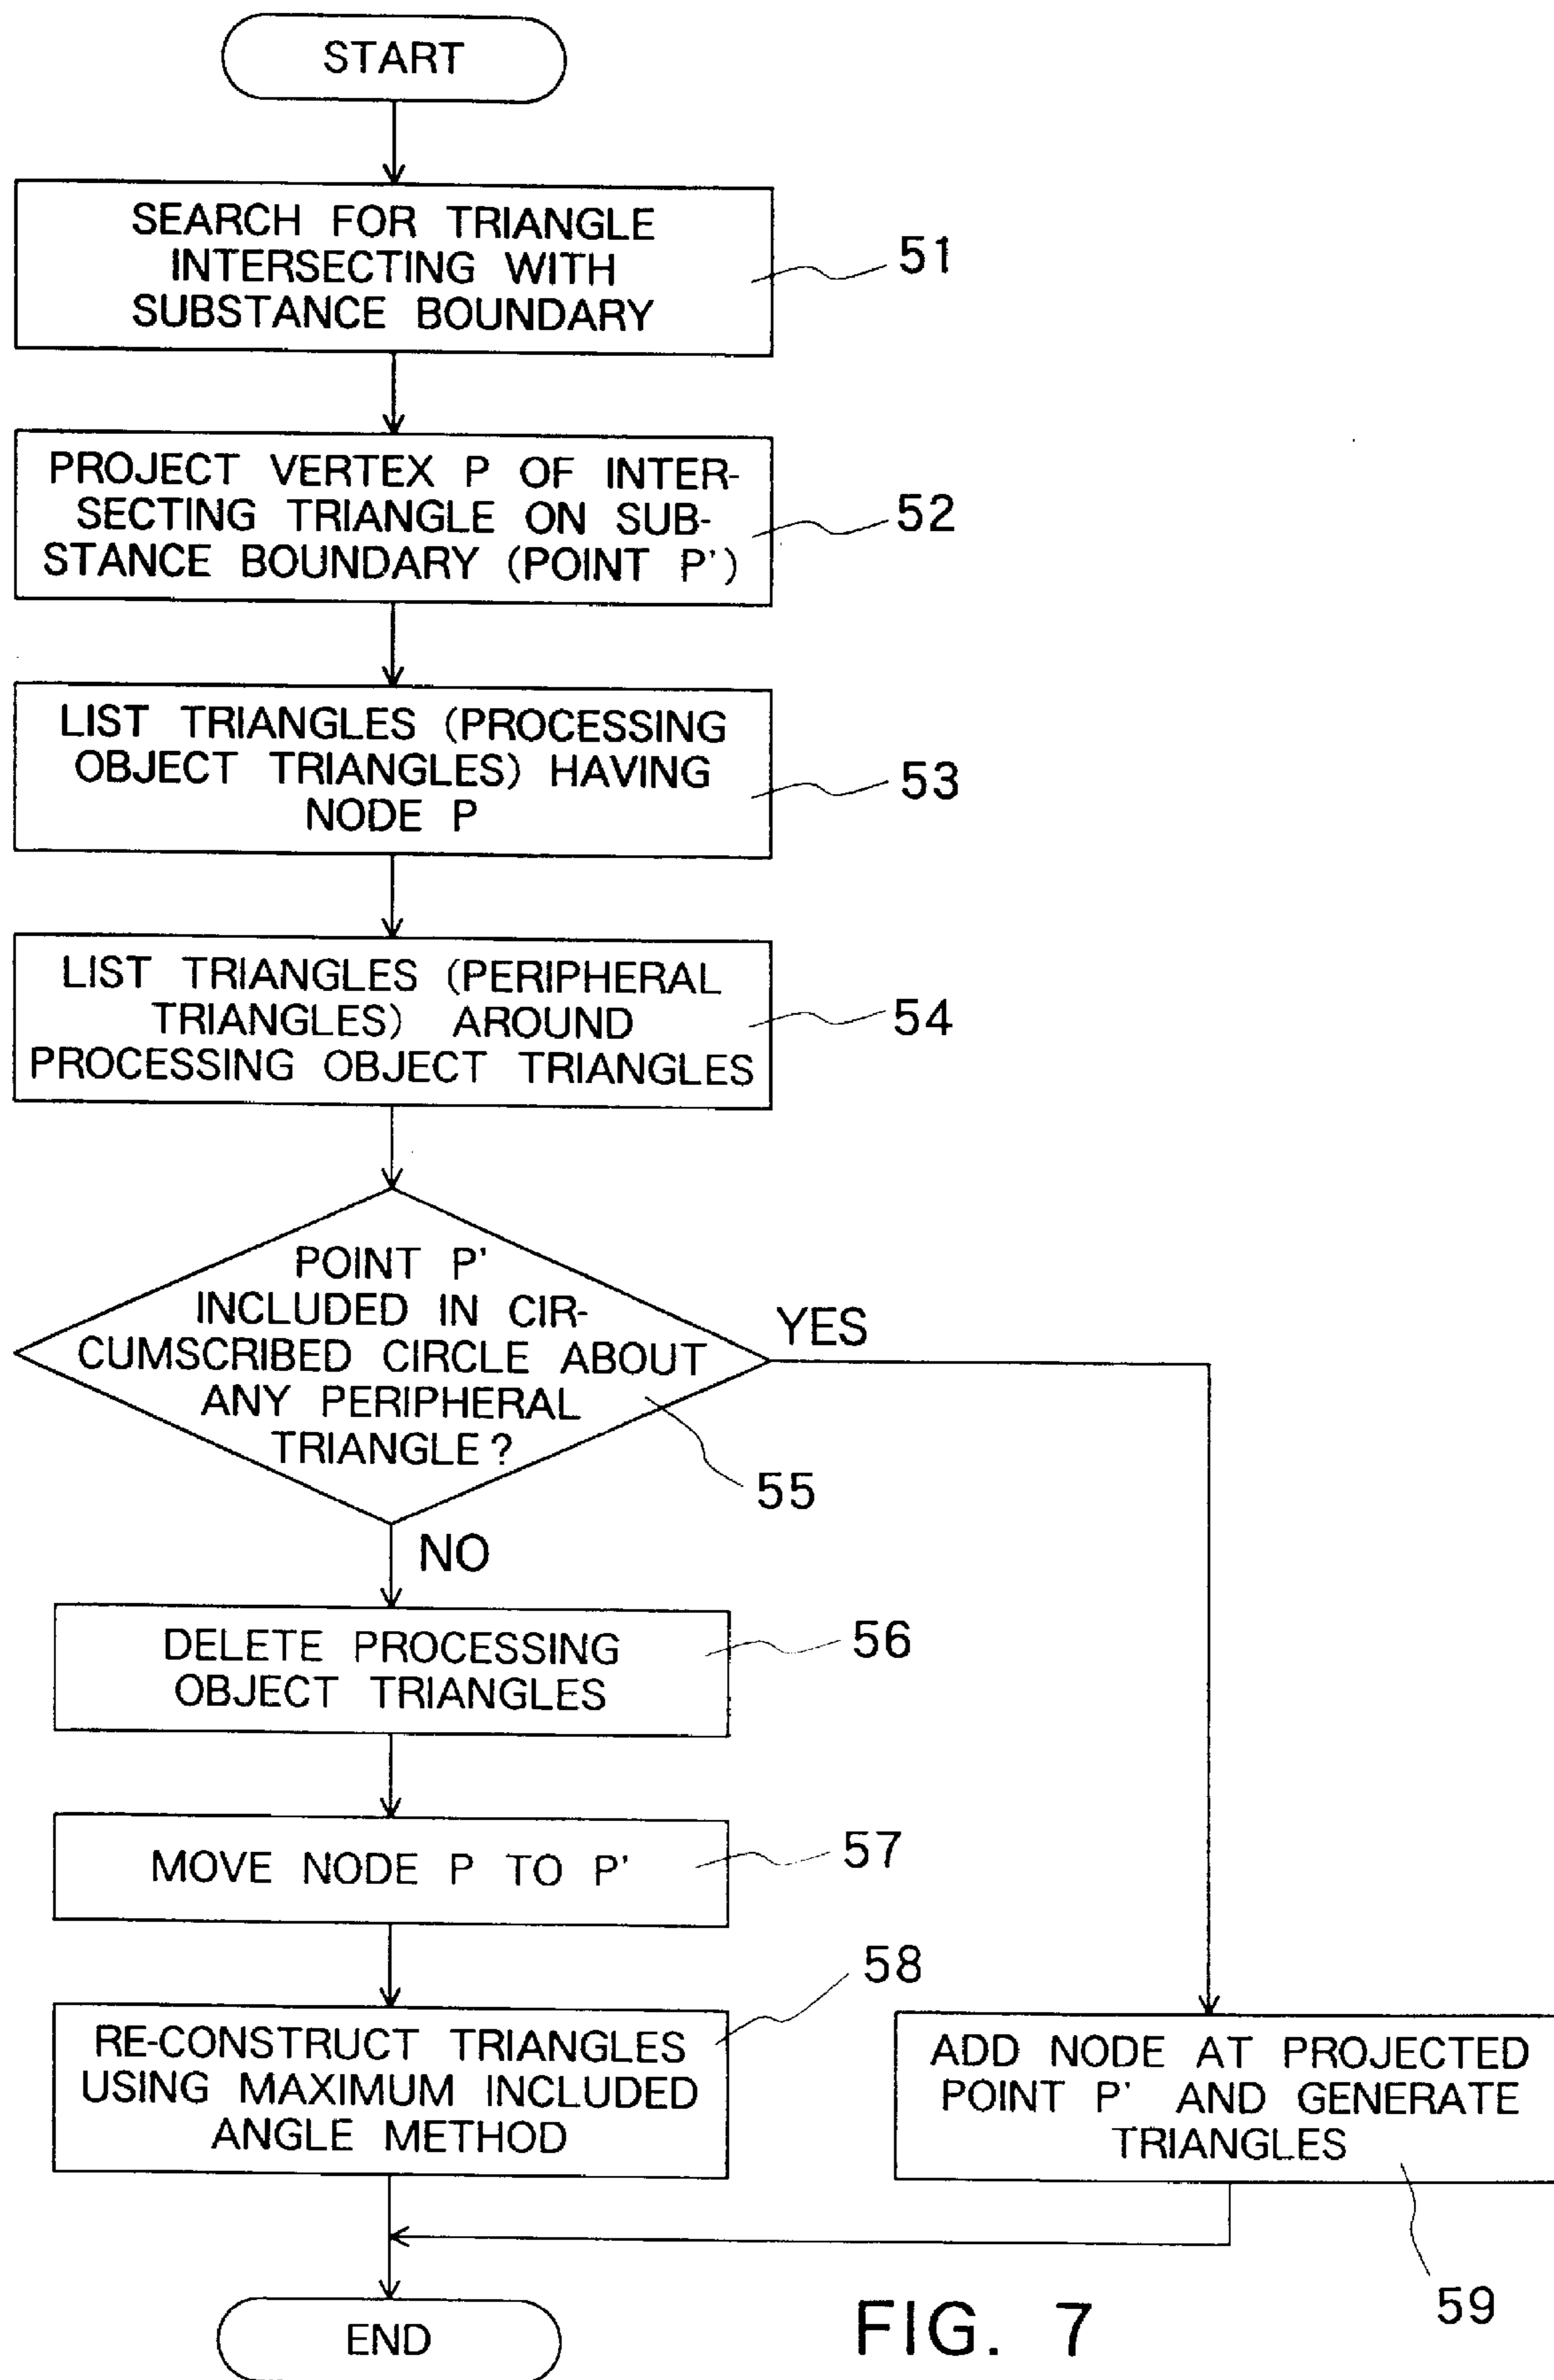 START
SEARCH FOR TRIANGLE
INTERSECTING WITH
SUBSTANCE BOUNDARY
51
PROJECT VERTEX P OF INTER-
SECTING TRIANGLE ON SUB-
STANCE BOUNDARY (POINT P')
52
LIST TRIANGLES (PROCESSING
OBJECT TRIANGLES) HAVING
NODE P
53
LIST TRIANGLES (PERIPHERAL
TRIANGLES) AROUND
PROCESSING OBJECT TRIANGLES
54
POINT P'
INCLUDED IN CIR-
CUMSCRIBED CIRCLE ABOUT
ANY PERIPHERAL
TRIANGLE?
55
YES
NO
DELETE PROCESSING
OBJECT TRIANGLES
56
MOVE NODE P TO P'
57
RE-CONSTRUCT TRIANGLES
USING MAXIMUM INCLUDED
ANGLE METHOD
58
ADD NODE AT PROJECTED
POINT P' AND GENERATE
TRIANGLES
59
END
FIG. 7